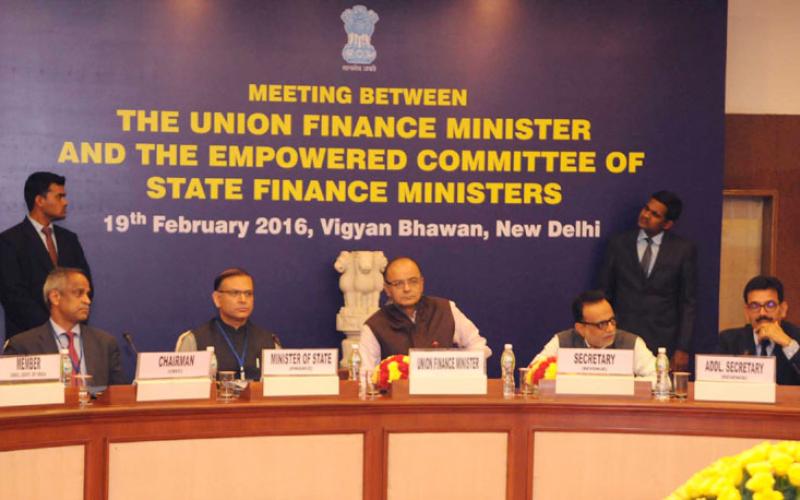 MEETING BETWEEN
THE UNION FINANCE MINISTER
AND THE EMPOWERED COMMITTEE OF
STATE FINANCE MINISTERS
19th February 2016, Vigyan Bhawan, New Delhi
MEMBER
CHAIRMAN
MINISTER OF STATE
UNION FINANCE MINISTER
SECRETARY
ADDL. SECRETARY